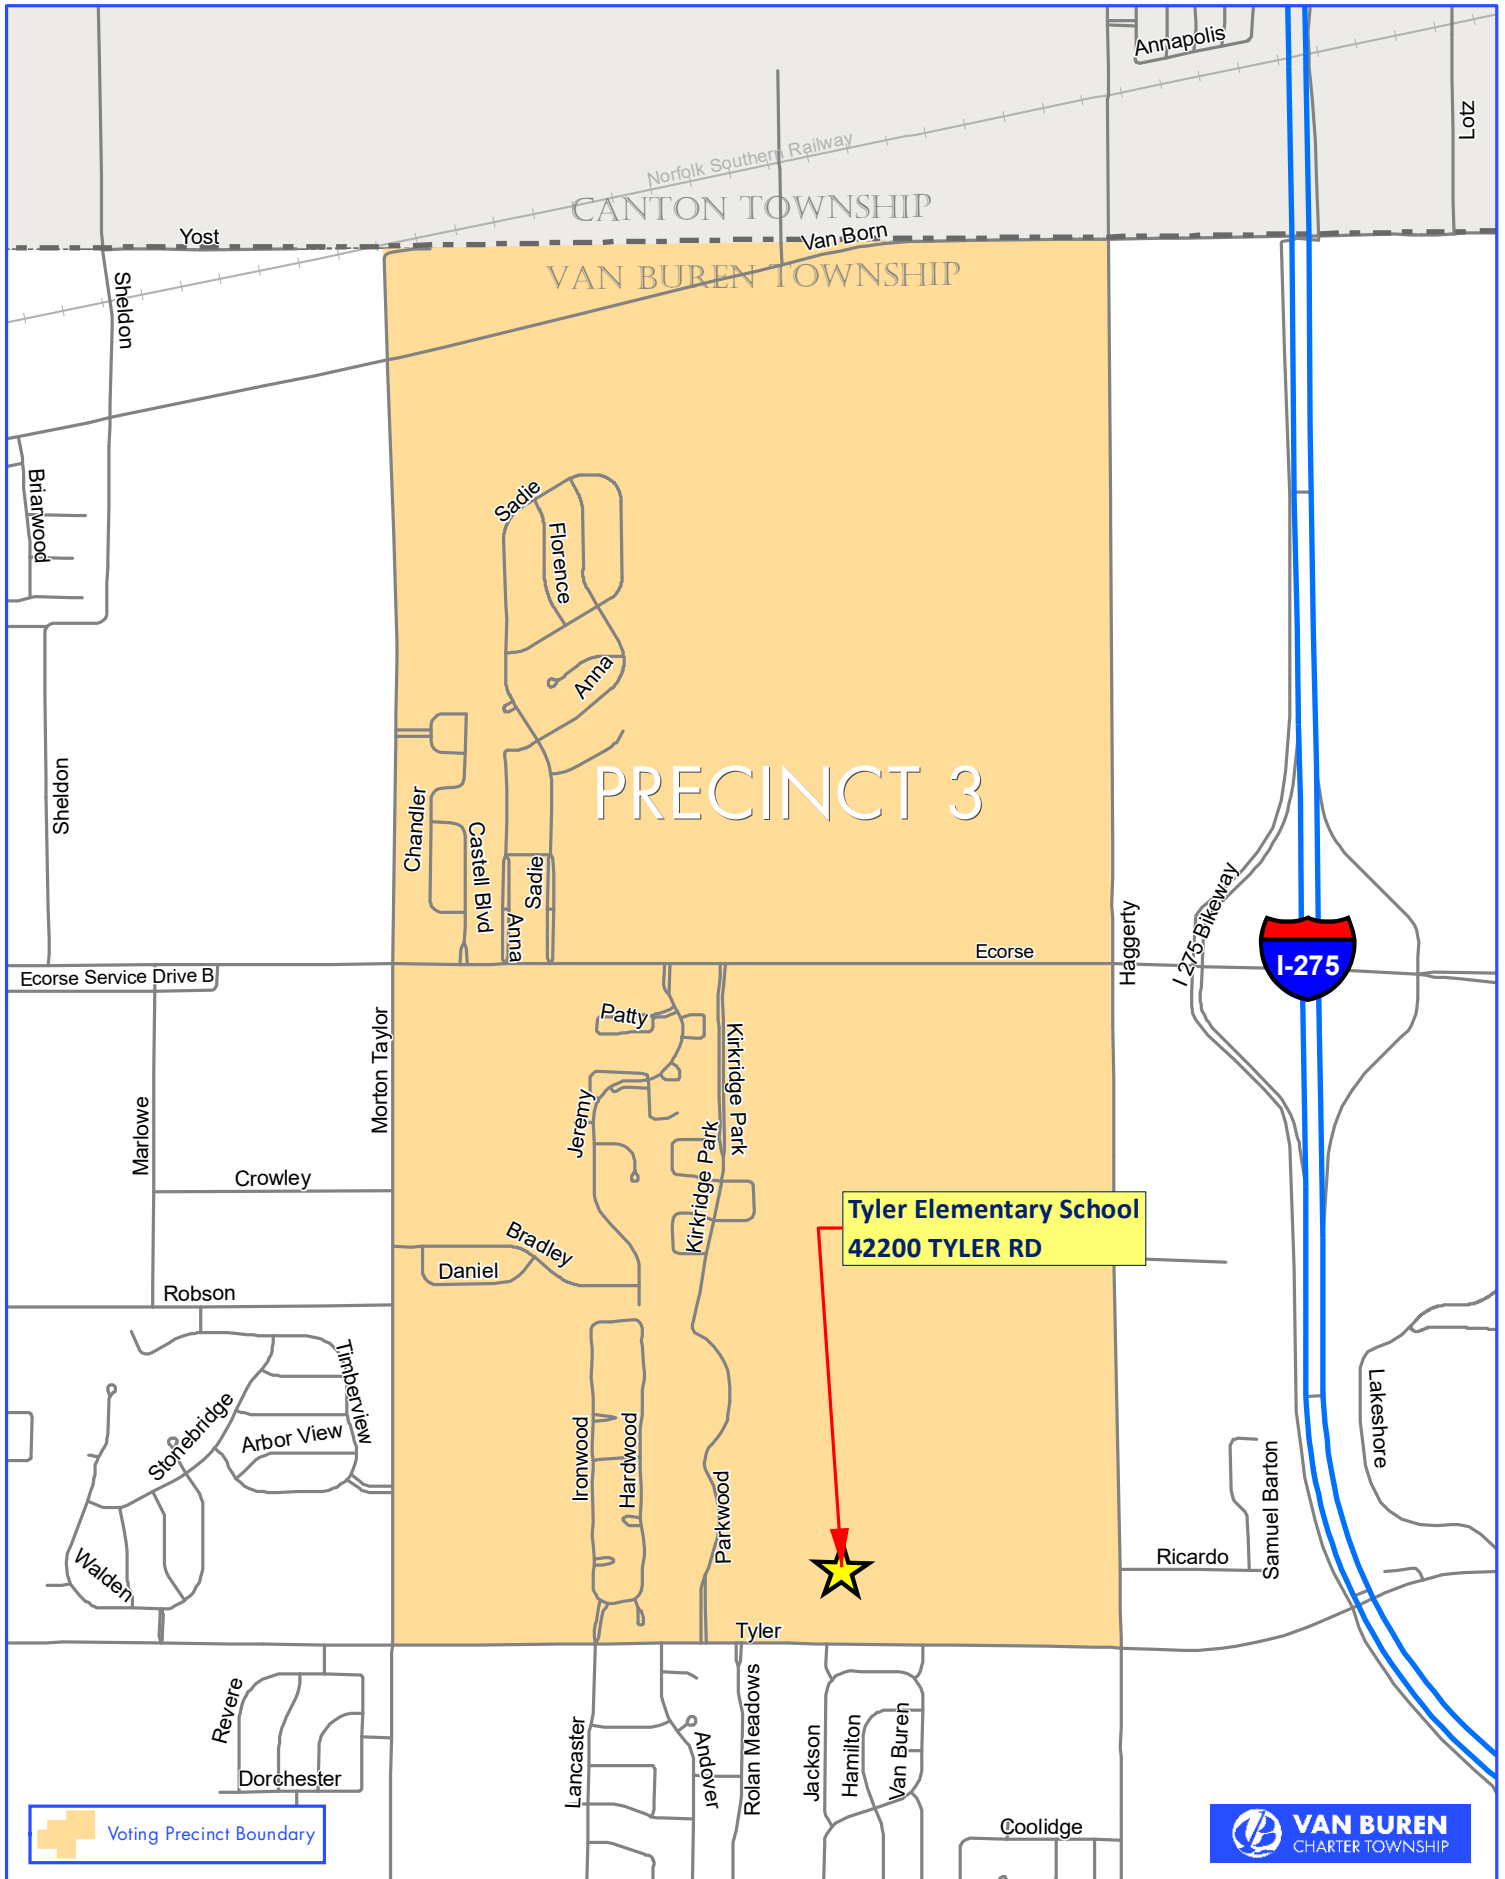 Annapolis
Lotz
Norfolk Southern Railway
CANTON TOWNSHIP
Yost
Van Born
VAN BUREN TOWNSHIP
Sheldon
Briarwood
Sadie
Florence
Anna
Sheldon
PRECINCT 3
Chandler
Castell Blvd
Sadie
Anna
Ecorse
Haggerty
I 275 Bikeway
I-275
Ecorse Service Drive B
Patty
Morton Taylor
Kirkridge Park
Marlowe
Jeremy
Kirkridge Park
Crowley
Tyler Elementary School
42200 TYLER RD
Bradley
Daniel
Robson
Timberview
Stonebridge
Arbor View
Ironwood
Hardwood
Lakeshore
Parkwood
Samuel Barton
Ricardo
Walden
Tyler
Revere
Lancaster
Andover
Rolan Meadows
Jackson
Hamilton
Van Buren
Dorchester
Coolidge
Voting Precinct Boundary
VAN BUREN
CHARTER TOWNSHIP